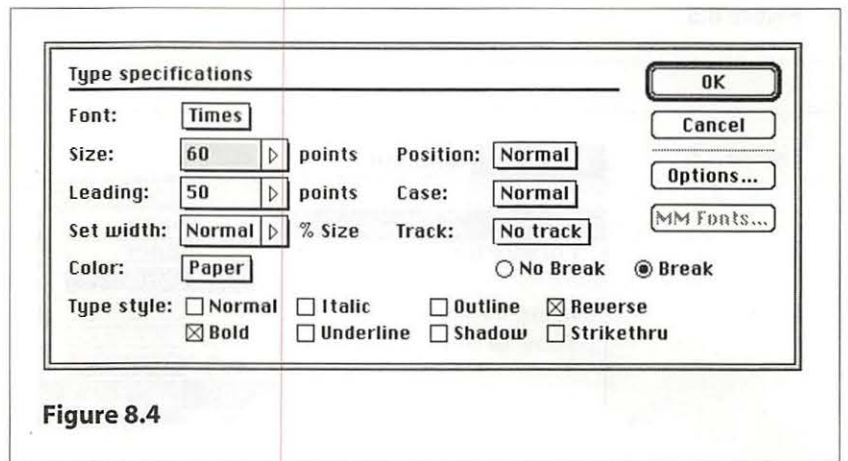 Type specifications
OK
Font: Times
Cancel
Size: 60 points Position: Normal
Options...
Leading: 50 points Case: Normal
MM Fonts...
Set width: Normal % Size Track: No track
Color: Paper No Break Break
Type style: Normal Italic Outline Reverse
Bold Underline Shadow Strikethru
Figure 8.4